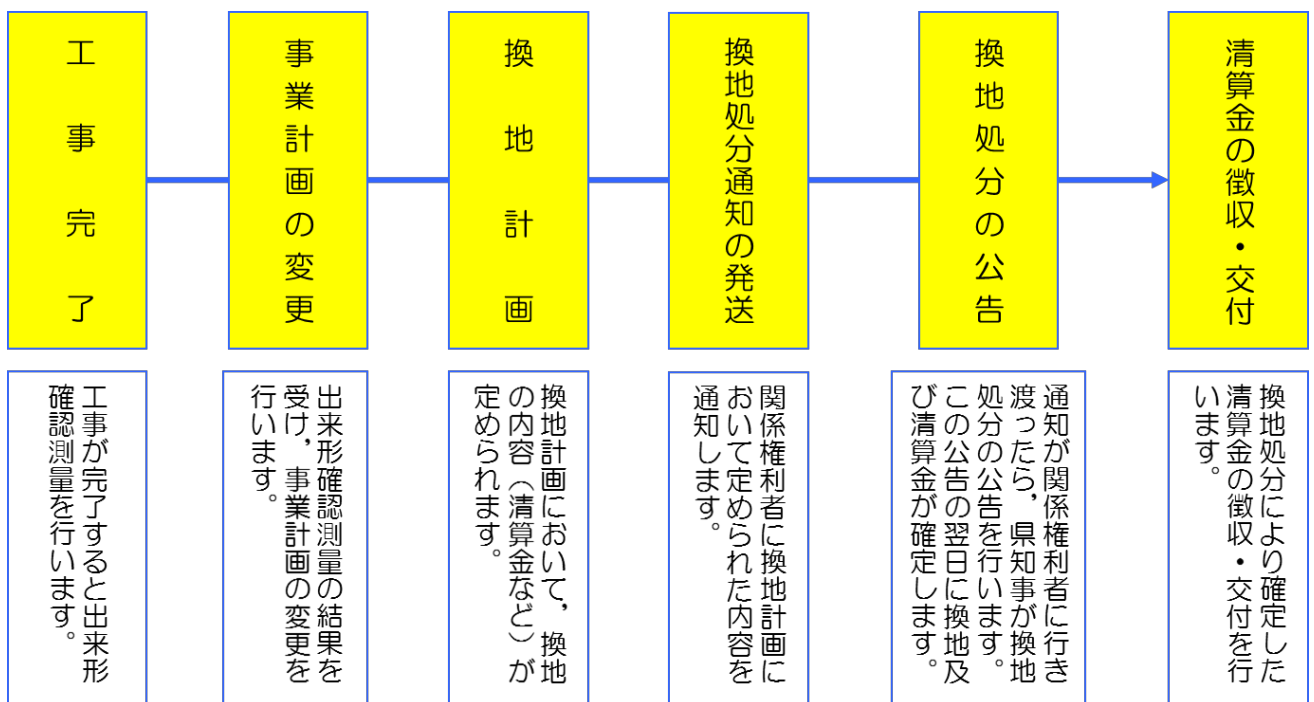 工事完了
事業計画の変更
換地計画
換地処分通知の発送
換地処分の公告
清算金の徴収・交付
工事が完了すると出来形
確認測量を行います。
出来形確認測量の結果を
受け，事業計画の変更を
行います。
換地計画において，換地
の内容（清算金など）が
定められます。
関係権利者に換地計画に
おいて定められた内容を
通知します。
通知が関係権利者に行き
渡ったら，県知事が換地
処分の公告を行います。
この公告の翌日に換地及
び清算金が確定します。
換地処分により確定した
清算金の徴収・交付を行
います。